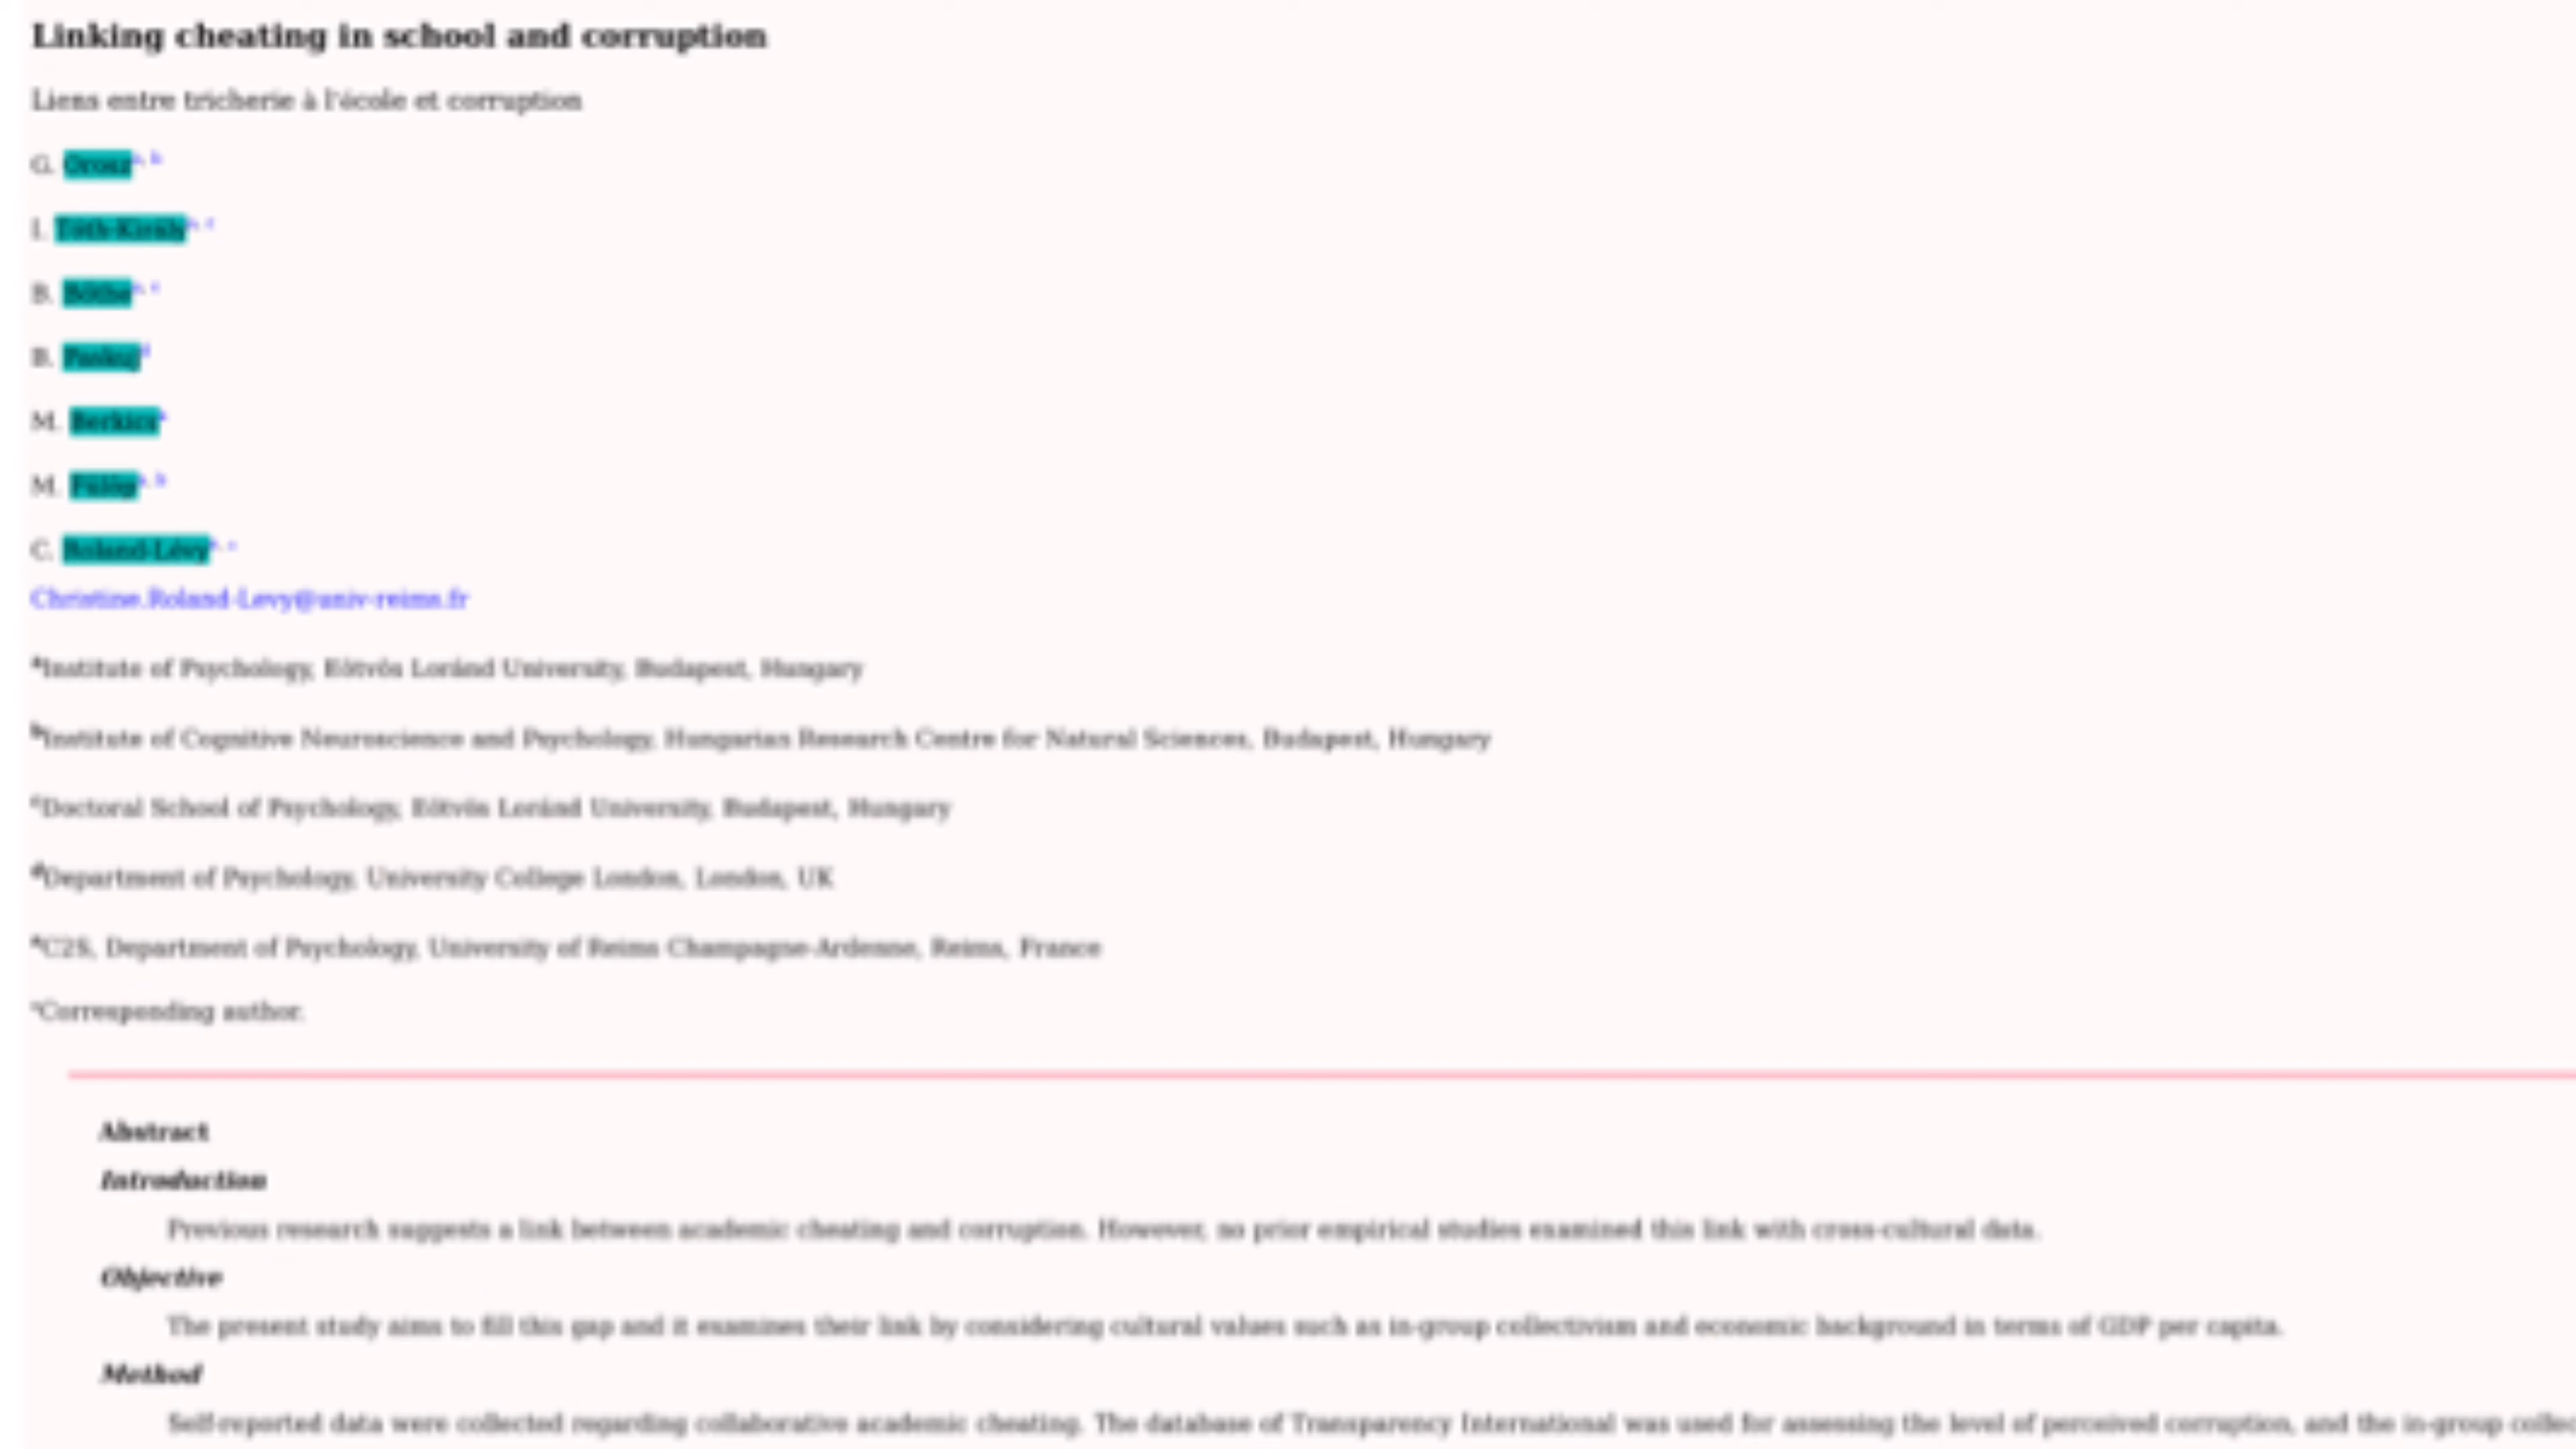 Linking cheating in school and corruption
Liens entre tricherie à l'école et corruption
G. Orosz a, b
I. Tóth-Király a, c
B. Bőthe a, c
B.
M. Berkics a
M. Fülöp a, b
C. Roland-Lévy
Christine.Roland-Levy@univ-reims.fr
aInstitute of Psychology, Eötvös Loránd University, Budapest, Hungary
bInstitute of Cognitive Neuroscience and Psychology, Hungarian Research Centre for Natural Sciences, Budapest, Hungary
cDoctoral School of Psychology, Eötvös Loránd University, Budapest, Hungary
dDepartment of Psychology, University College London, London, UK
eC2S, Department of Psychology, University of Reims Champagne-Ardenne, Reims, France
Corresponding author.
Abstract
Introduction
Previous research suggests a link between academic cheating and corruption. However, no prior empirical studies examined this link with cross-cultural data.
Objective
The present study aims to fill this gap and it examines their link by considering cultural values such as in-group collectivism and economic background in terms of GDP per capita.
Method
Self-reported data were collected regarding collaborative academic cheating. The database of Transparency International was used for assessing the level of perceived corruption, and the in-group